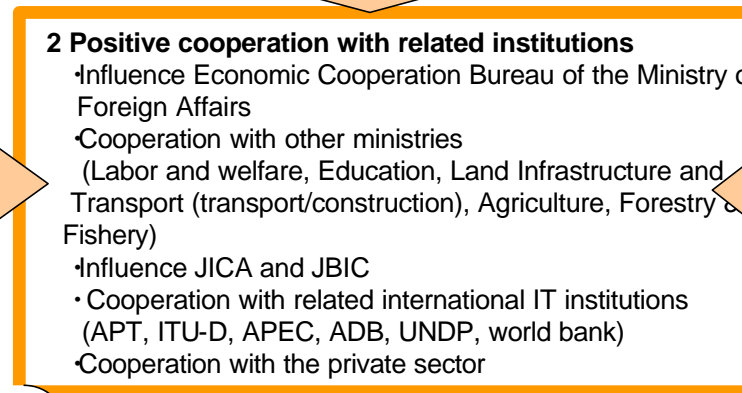 2 Positive cooperation with related institutions
·Influence Economic Cooperation Bureau of the Ministry
Foreign Affairs
·Cooperation with other ministries
(Labor and welfare, Education, Land Infrastructure and
Transport (transport/construction), Agriculture, Forestry
Fishery)
·Influence JICA and JBIC
· Cooperation with related international IT institutions
(APT, ITU-D, APEC, ADB, UNDP, world bank)
·Cooperation with the private sector